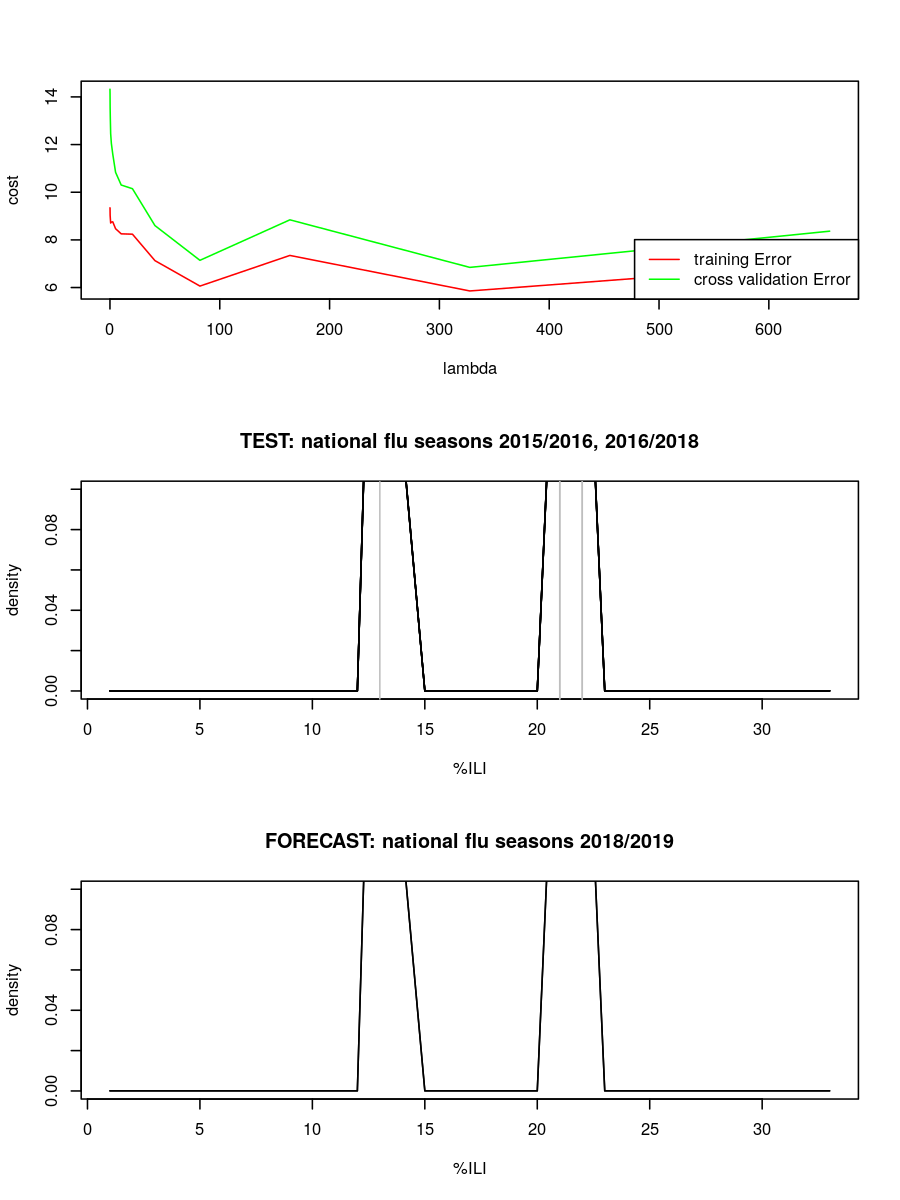 14
12
10
8
6
cost
training Error
cross validation Error
0 100 200 300 400 500 600
lambda
TEST: national flu seasons 2015/2016, 2016/2018
0.08
0.04
0.00
density
0 5 10 15 20 25 30
%ILI
FORECAST: national flu seasons 2018/2019
0.08
0.04
0.00
density
0 5 10 15 20 25 30
%ILI